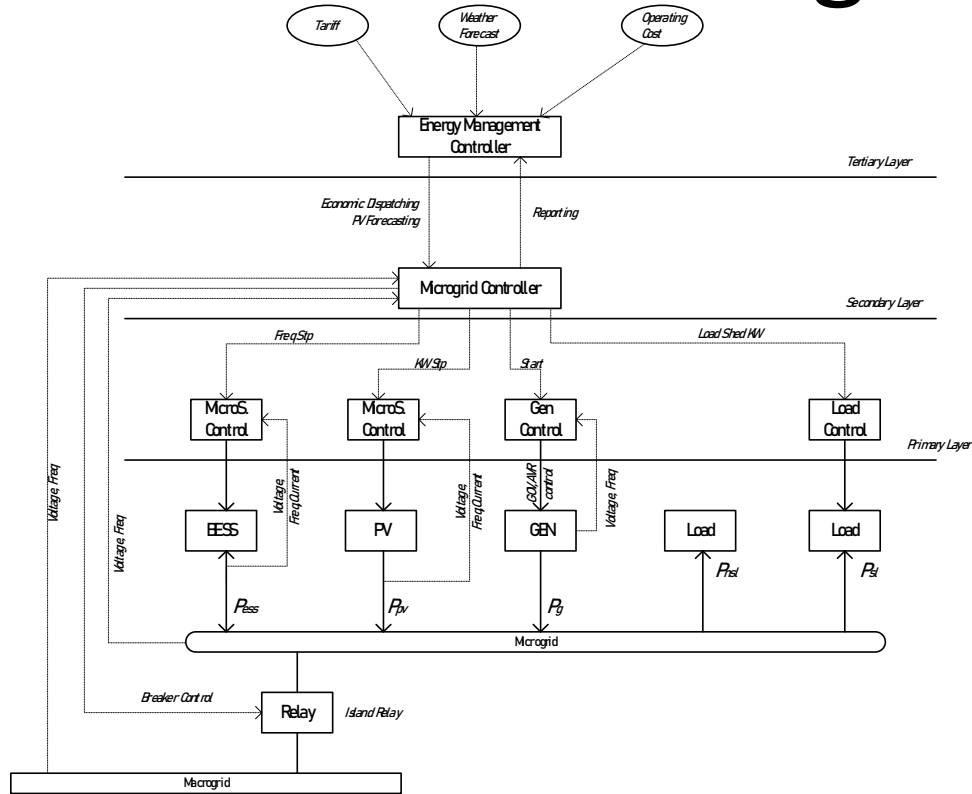 g
Tariff
Weather
Forecast
Operating
Cost
Energy Management
Controller
Tertiary Layer
Economic Dispatching
PV Forecasting
Reporting
Microgrid Controller
Secondary Layer
Freq Stp
KW Stp
Start
Load Shed KW
MicroS.
Control
MicroS.
Control
Gen
Control
Load
Control
Primary Layer
Voltage, Freq
Voltage, Freq
Voltage,
Freq,Current
Voltage,
Freq,Current
GOV/AVR
control
Voltage, Freq
BESS
PV
GEN
Load
Load
Pess
Ppv
Pg
Pnsl
Psl
Microgrid
Breaker Control
Relay
Island Relay
Macrogrid